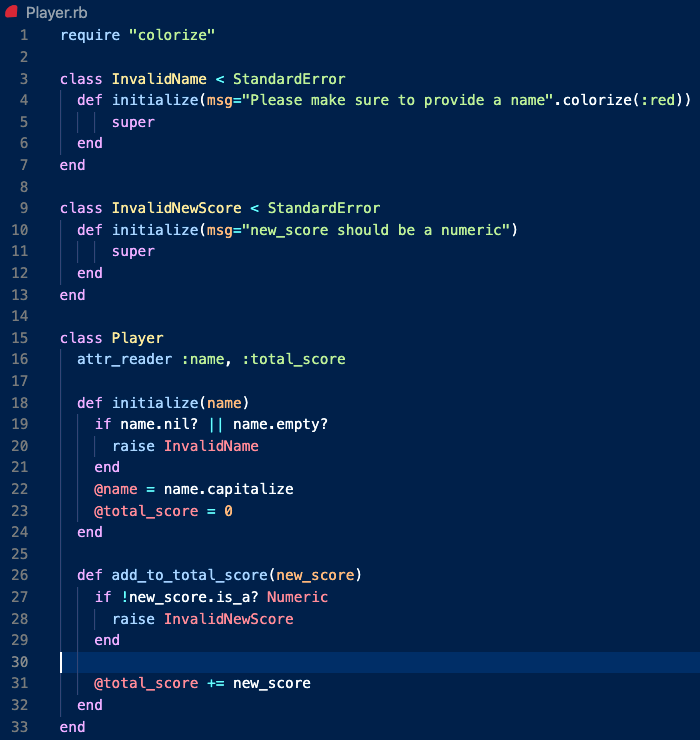 Player.rb
1 require "colorize"
2
3 class InvalidName < StandardError
4   def initialize(msg="Please make sure to provide a name".colorize(:red))
5       super
6   end
7 end
8
9 class InvalidNewScore < StandardError
10   def initialize(msg="new_score should be a numeric")
11       super
12   end
13 end
14
15 class Player
16   attr_reader :name, :total_score
17
18   def initialize(name)
19     if name.nil? || name.empty?
20       raise InvalidName
21     end
22     @name = name.capitalize
23     @total_score = 0
24   end
25
26   def add_to_total_score(new_score)
27     if !new_score.is_a? Numeric
28       raise InvalidNewScore
29     end
30
31     @total_score += new_score
32   end
33 end